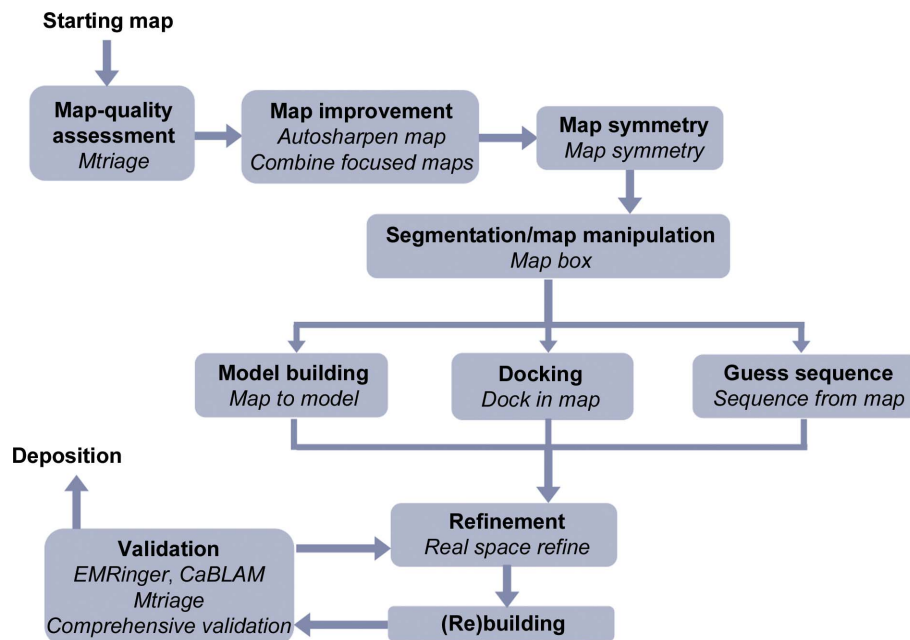 Starting map
Map-quality
assessment
Mtriage
Map improvement
Autosharpen map
Combine focused maps
Map symmetry
Map symmetry
Segmentation/map manipulation
Map box
Model building
Map to model
Docking
Dock in map
Guess sequence
Sequence from map
Deposition
Refinement
Real space refine
Validation
EMRinger, CaBLAM
Mtriage
Comprehensive validation
(Re)building